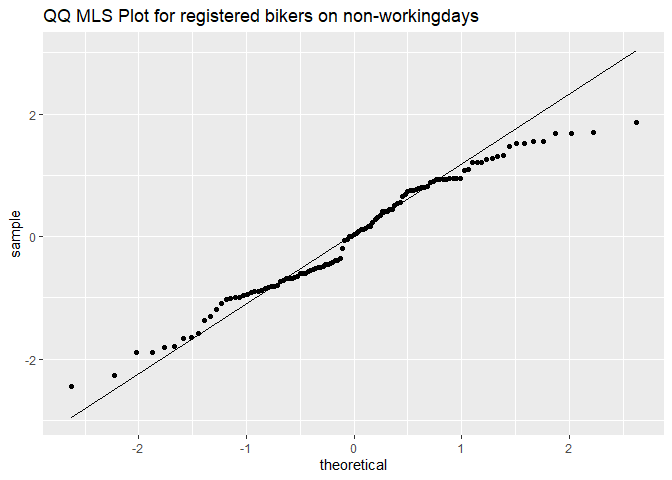 QQ MLS Plot for registered bikers on non-workingdays
sample
2
0
-2
-2
-1
0
1
2
theoretical